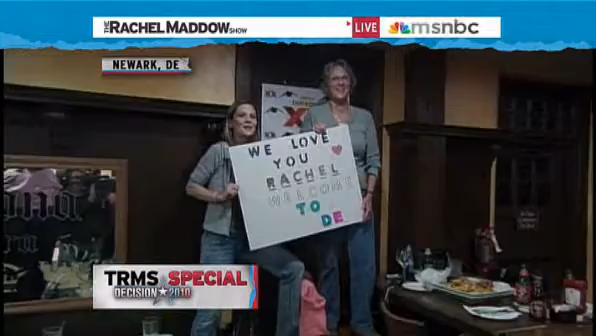 THE RACHEL MADDOW SHOW
LIVE
msnbc
NEWARK, DE
WE LOVE
YOU
RACHEL
WELCOME
TO
DE
TRMS SPECIAL
DECISION 2010